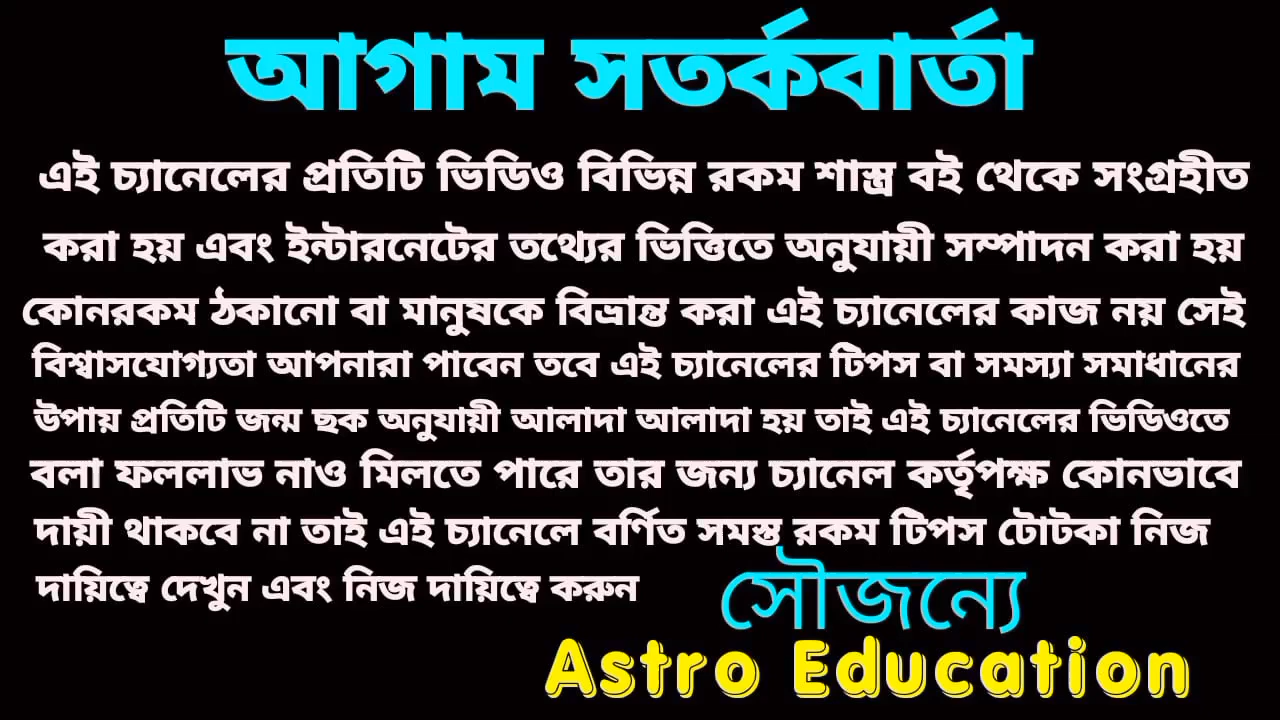 আগাম সতর্কবার্তা
এই চ্যানেলের প্রতিটি ভিডিও বিভিন্ন রকম শাস্ত্র বই থেকে সংগ্রহীত
করা হয় এবং ইন্টারনেটের তথ্যের ভিত্তিতে অনুযায়ী সম্পাদন করা হয়
কোনরকম ঠকানো বা মানুষকে বিভ্রান্ত করা এই চ্যানেলের কাজ নয় সেই
বিশ্বাসযোগ্যতা আপনারা পাবেন তবে এই চ্যানেলের টিপস বা সমস্যা সমাধানের
উপায় প্রতিটি জন্ম ছক অনুযায়ী আলাদা আলাদা হয় তাই এই চ্যানেলের ভিডিওতে
বলা ফললাভ নাও মিলতে পারে তার জন্য চ্যানেল কর্তৃপক্ষ কোনভাবে
দায়ী থাকবে না তাই এই চ্যানেলে বর্ণিত সমস্ত রকম টিপস টোটকা নিজ
দায়িত্বে দেখুন এবং নিজ দায়িত্বে করুন
সৌজন্যে
Astro Education